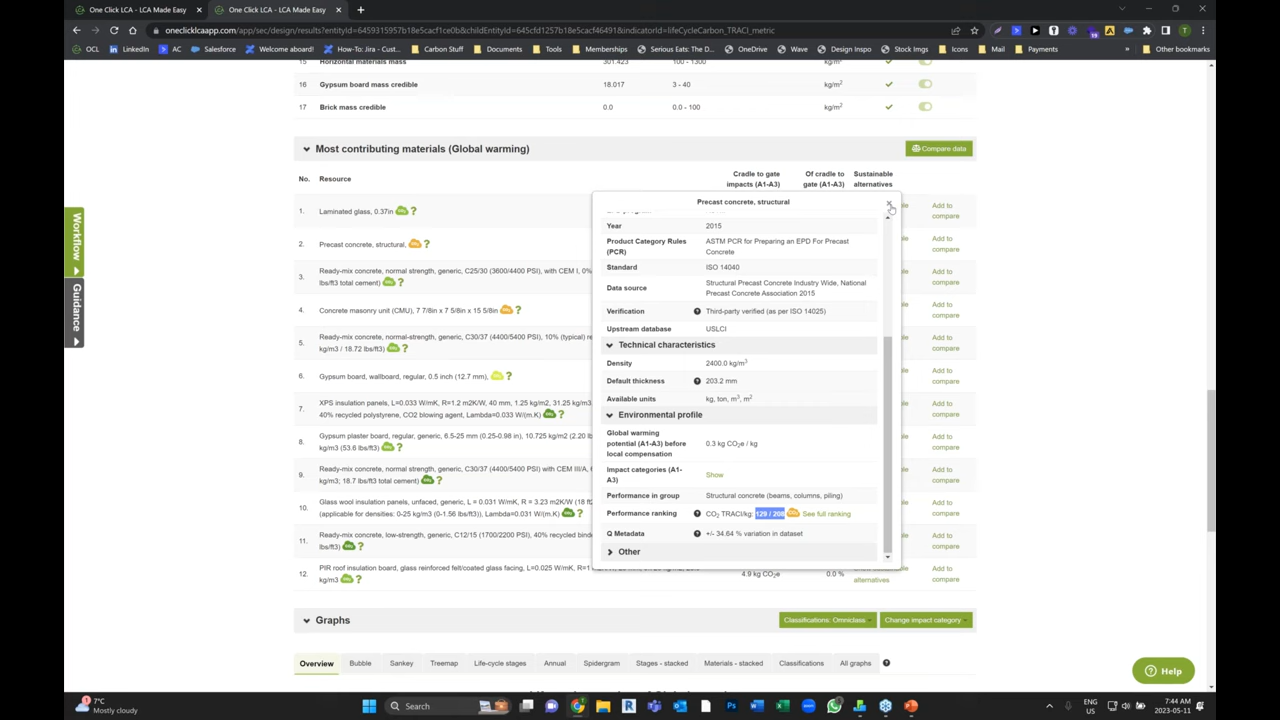 One Click LCA - LCA Made Easy
One Click LCA - LCA Made Easy
oneclicklcaapp.com/app/sec/design/results?entityId=6459315957b18e5cacf1ce0b&childEntityId=645cfd1257b18e5cacf46491&indicatorId=lifeCycleCarbon_TRACI_metric
OCL LinkedIn AC Salesforce Welcome aboard! How-To: Jira - Cust... Carbon Stuff Documents Tools Memberships Serious Eats: The D... OneDrive Wave Design Inspo Stock Imgs Icons Mail Payments » Other bookmarks
15 Horizontal materials mass 301.423 100 - 1300 kg/m²
16 Gypsum board mass credible 18.017 3 - 40 kg/m²
17 Brick mass credible 0.0 0.0 - 100 kg/m²
Most contributing materials (Global warming) Compare data
No. Resource Cradle to gate impacts (A1-A3) Of cradle to gate (A1-A3) Sustainable alternatives
1. Laminated glass, 0.37in ?
Add to compare
2. Precast concrete, structural, ?
Add to compare
3. Ready-mix concrete, normal strength, generic, C25/30 (3600/4400 PSI), with CEM I, 0%
lbs/ft3 total cement) ?
Add to compare
4. Concrete masonry unit (CMU), 7 7/8in x 7 5/8in x 15 5/8in ?
Add to compare
5. Ready-mix concrete, normal-strength, generic, C30/37 (4400/5400 PSI), 10% (typical) re
kg/m3 / 18.72 lbs/ft3) ?
Add to compare
6. Gypsum board, wallboard, regular, 0.5 inch (12.7 mm), ?
Add to compare
7. XPS insulation panels, L=0.033 W/mK, R=1.2 m2K/W, 40 mm, 1.25 kg/m2, 31.25 kg/m3
40% recycled polystyrene, CO2 blowing agent, Lambda=0.033 W/(m.K) ?
Add to compare
8. Gypsum plaster board, regular, generic, 6.5-25 mm (0.25-0.98 in), 10.725 kg/m2 (2.20 lb
kg/m3 (53.6 lbs/ft3) ?
Add to compare
9. Ready-mix concrete, normal strength, generic, C30/37 (4400/5400 PSI) with CEM III/A,
kg/m3; 18.7 lbs/ft3 total cement) ?
Add to compare
10. Glass wool insulation panels, unfaced, generic, L = 0.031 W/mK, R = 3.23 m2K/W (18 ft
(applicable for densities: 0-25 kg/m3 (0-1.56 lbs/ft3)), Lambda=0.031 W/(m.K) ?
Add to compare
11. Ready-mix concrete, low-strength, generic, C12/15 (1700/2200 PSI), 40% recycled bind
lbs/ft3) ?
Add to compare
12. PIR roof insulation board, glass reinforced felt/coated glass facing, L=0.025 W/mK, R=1
kg/m3 ?
4.9 kg CO₂e 0.0 % alternatives Add to compare
Precast concrete, structural
Year 2015
Product Category Rules (PCR) ASTM PCR for Preparing an EPD For Precast Concrete
Standard ISO 14040
Data source Structural Precast Concrete Industry Wide, National Precast Concrete Association 2015
Verification Third-party verified (as per ISO 14025)
Upstream database USLCI
Technical characteristics
Density 2400.0 kg/m³
Default thickness 203.2 mm
Available units kg, ton, m³, m²
Environmental profile
Global warming potential (A1-A3) before local compensation 0.3 kg CO₂e / kg
Impact categories (A1-A3) Show
Performance in group Structural concrete (beams, columns, piling)
Performance ranking CO₂ TRACI/kg: 129 / 208 See full ranking
Q Metadata +/- 34.64 % variation in dataset
Other
Graphs Classifications: Omniclass Change impact category
Overview Bubble Sankey Treemap Life-cycle stages Annual Spidergram Stages - stacked Materials - stacked Classifications All graphs
Workflow
Guidance
Help
7°C
Mostly cloudy
Search
ENG
US
7:44 AM
2023-05-11